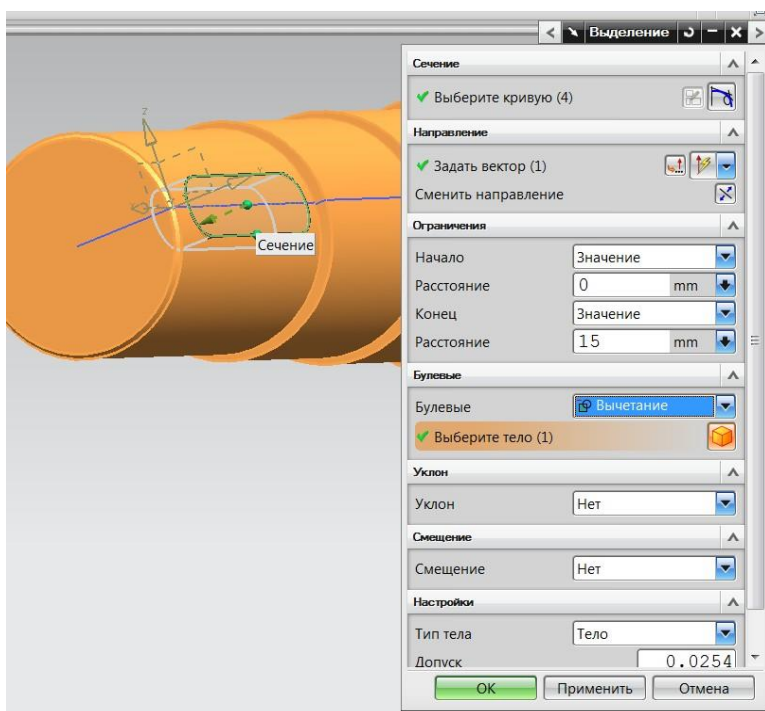 Выделение
Сечение
Выберите кривую (4)
Направление
Задать вектор (1)
Сменить направление
Ограничения
Начало Значение
Расстояние 0 mm
Конец Значение
Расстояние 15 mm
Булевые
Булевые Вычетание
Выберите тело (1)
Уклон
Уклон Нет
Смещение
Смещение Нет
Настройки
Тип тела Тело
Допуск 0.0254
OK Применить Отмена
Z
Y
Сечение